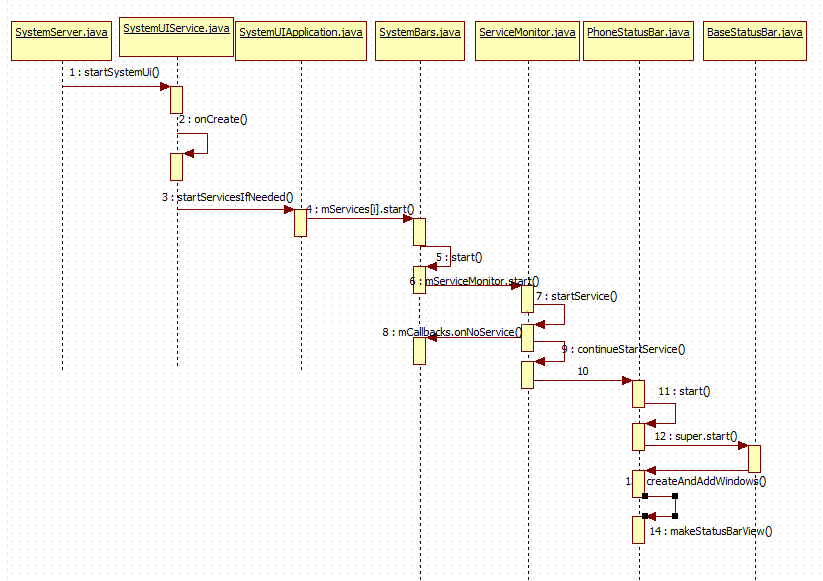 SystemServer.java
SystemUIService.java
SystemUIApplication.java
SystemBars.java
ServiceMonitor.java
PhoneStatusBar.java
BaseStatusBar.java
1 : startSystemUi()
2 : onCreate()
3 : startServicesIfNeeded()
4 : mServices[i].start()
5 : start()
6 : mServiceMonitor.start()
7 : startService()
8 : mCallbacks.onNoService()
9 : continueStartService()
10
11 : start()
12 : super.start()
createAndAddWindows()
14 : makeStatusBarView()